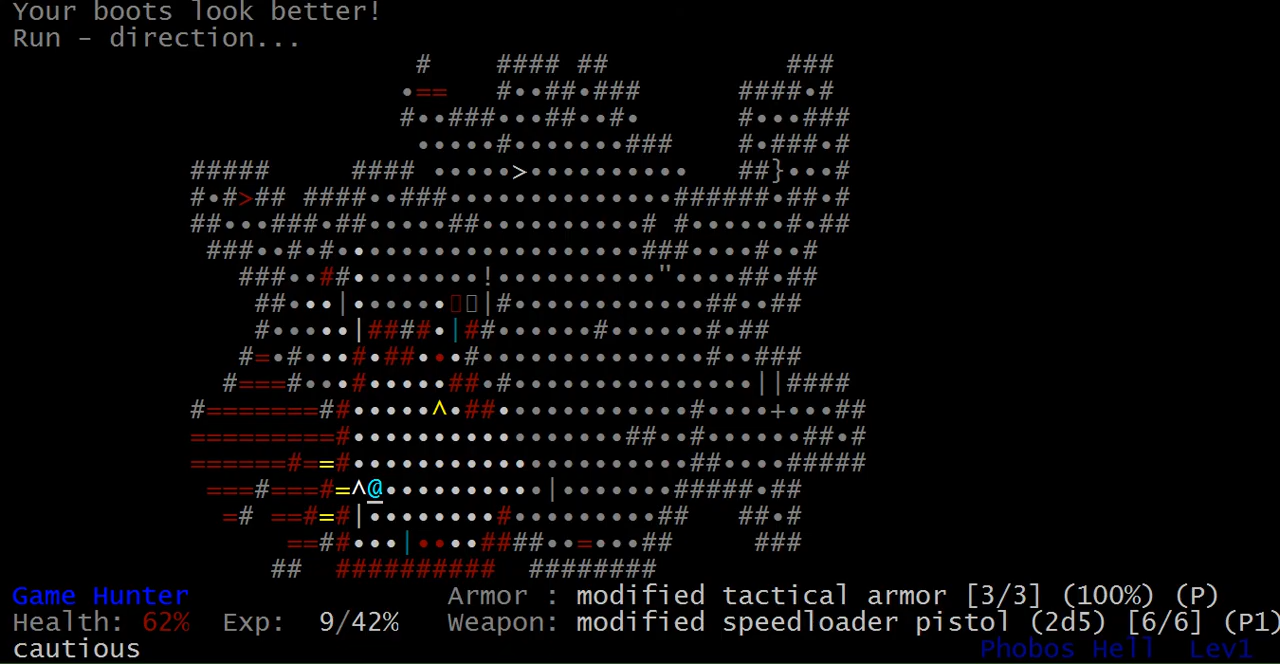 Your boots look better!
Run - direction...
Game Hunter
Armor : modified tactical armor [3/3] (100%) (P)
Health: 62% Exp: 9/42% Weapon: modified speedloader pistol (2d5) [6/6] (P1)
cautious
Phobos Hell Lev1